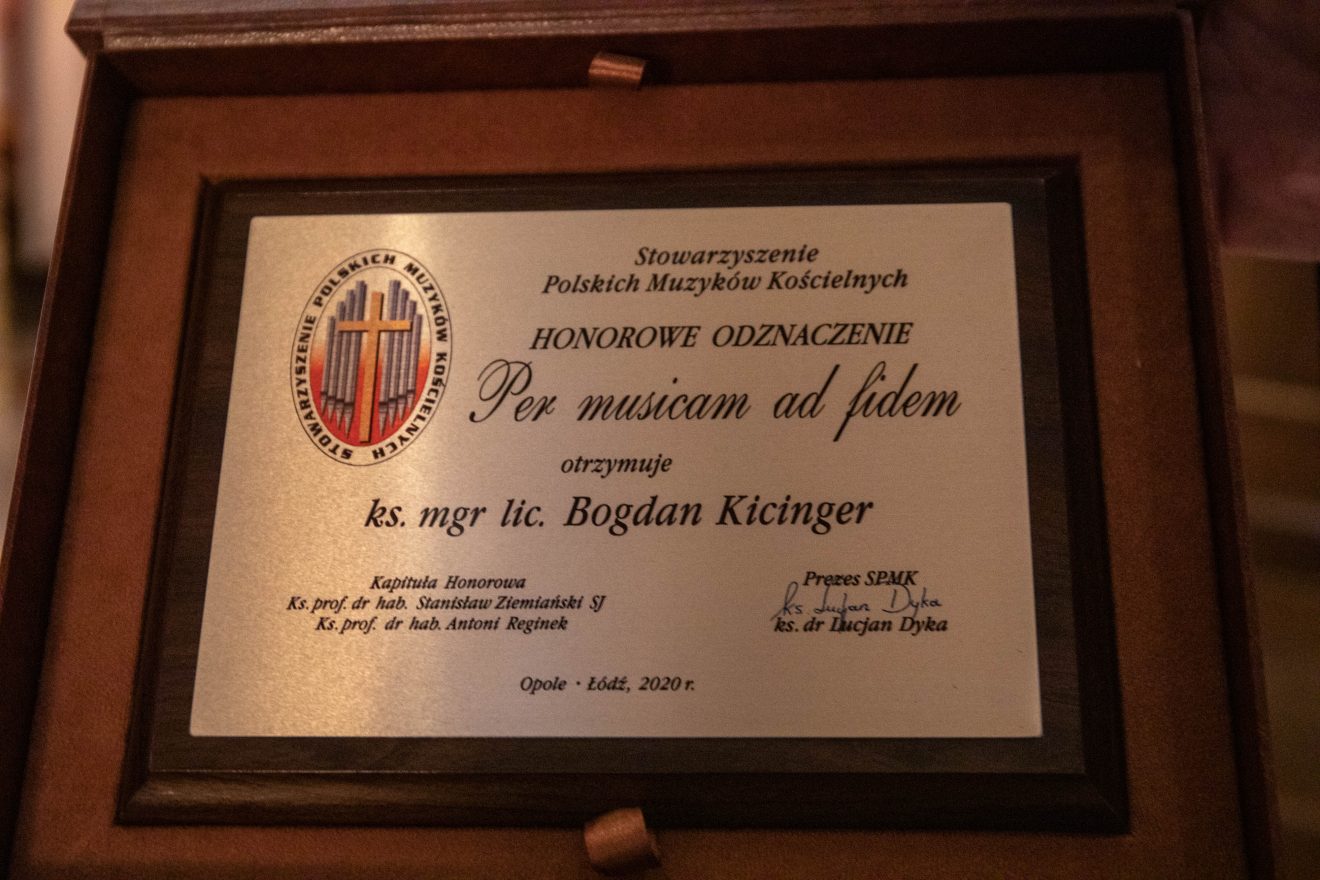 STOWARZYSZENIE POLSKICH MUZYKÓW KOŚCIELNYCH
Stowarzyszenie
Polskich Muzyków Kościelnych
HONOROWE ODZNACZENIE
Per musicam ad fidem
otrzymuje
ks. mgr lic. Bogdan Kicinger
Kapituła Honorowa
Ks. prof. dr hab. Stanisław Ziemiański SJ
Ks. prof. dr hab. Antoni Reginek
Prezes SPMK
ks. Lucjan Dyka
ks. dr Lucjan Dyka
Opole · Łódź, 2020 r.